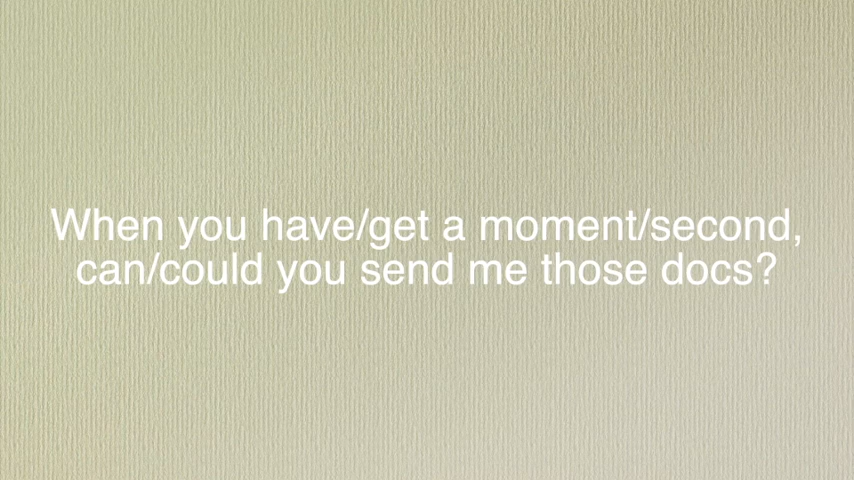 When you have/get a moment/second,
can/could you send me those docs?